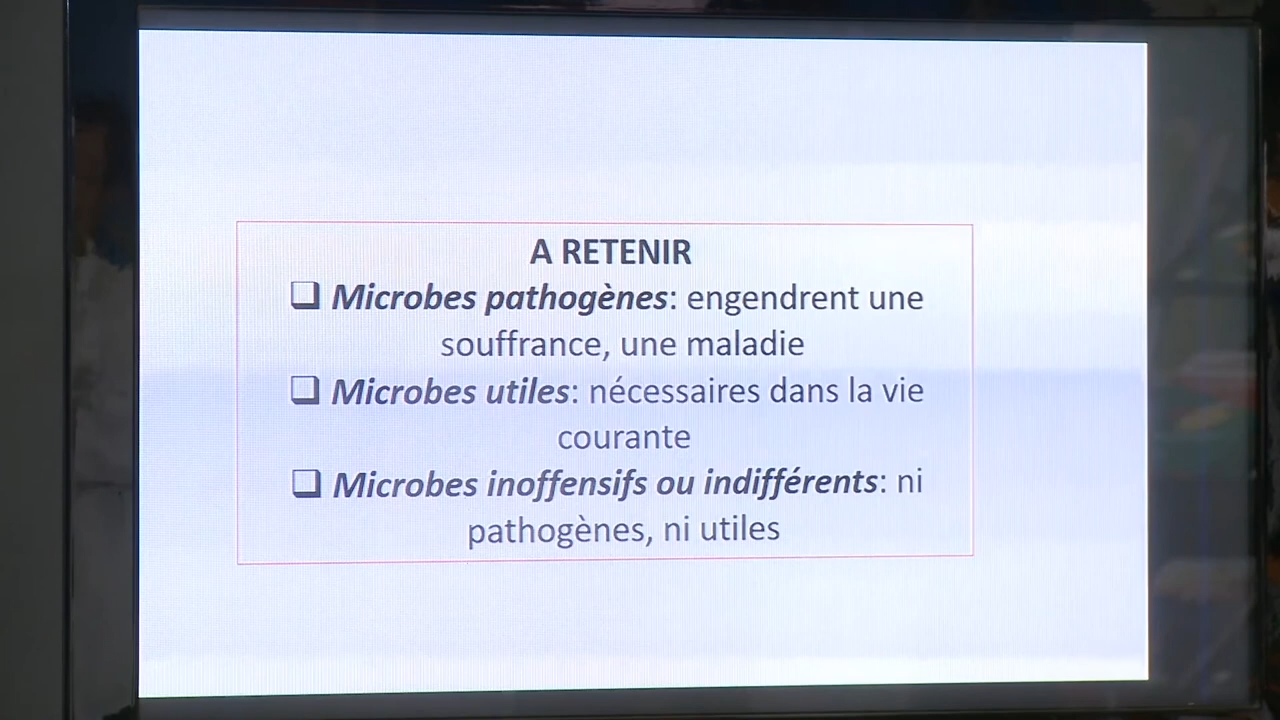 A RETENIR
❑ Microbes pathogènes: engendrent une
souffrance, une maladie
❑ Microbes utiles: nécessaires dans la vie
courante
❑ Microbes inoffensifs ou indifférents: ni
pathogènes, ni utiles